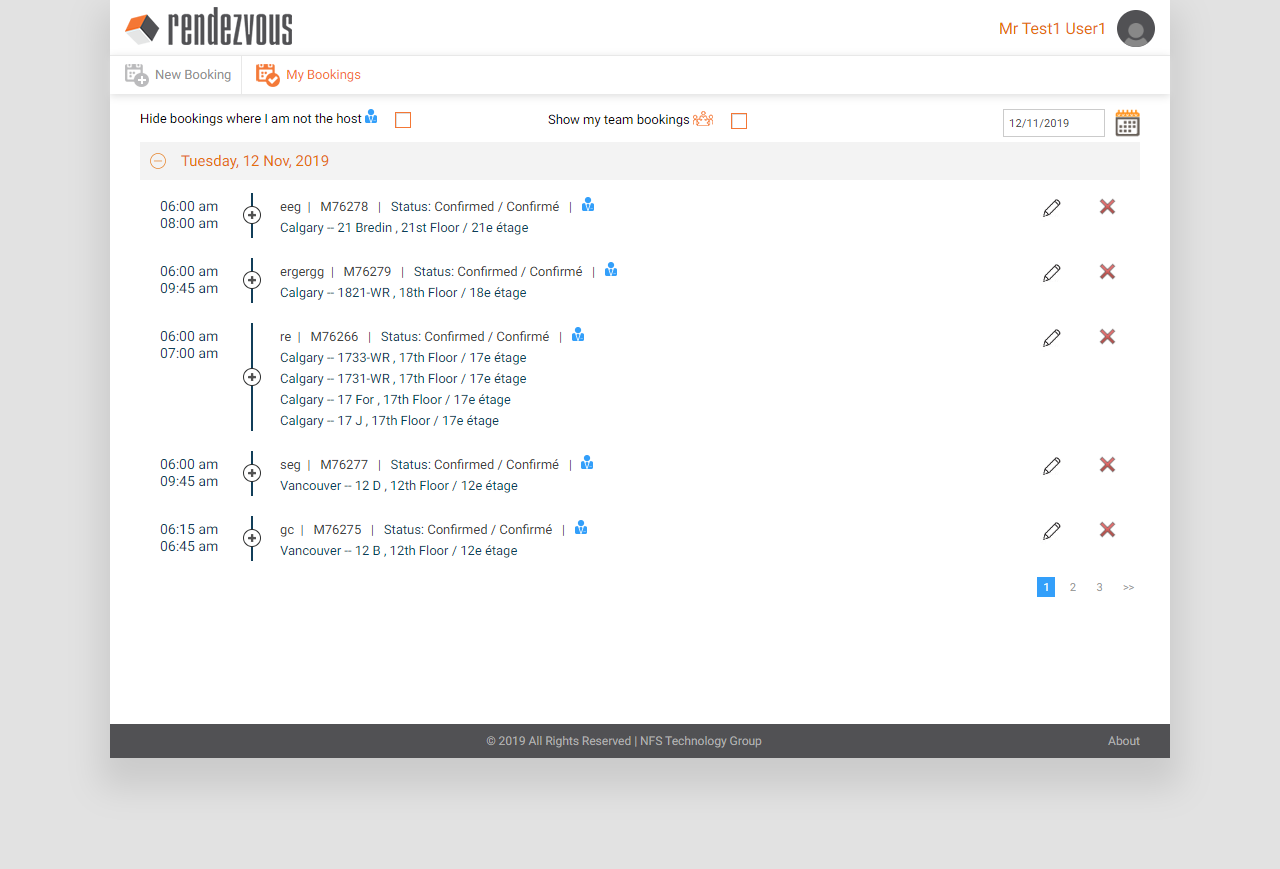 rendezvous
Mr Test1 User1
New Booking
My Bookings
Hide bookings where I am not the host
Show my team bookings
12/11/2019
Tuesday, 12 Nov, 2019
06:00 am
08:00 am
eeg | M76278 | Status: Confirmed / Confirmé |
Calgary -- 21 Bredin , 21st Floor / 21e étage
06:00 am
09:45 am
ergergg | M76279 | Status: Confirmed / Confirmé |
Calgary -- 1821-WR , 18th Floor / 18e étage
06:00 am
07:00 am
re | M76266 | Status: Confirmed / Confirmé |
Calgary -- 1733-WR , 17th Floor / 17e étage
Calgary -- 1731-WR , 17th Floor / 17e étage
Calgary -- 17 For , 17th Floor / 17e étage
Calgary -- 17 J , 17th Floor / 17e étage
06:00 am
09:45 am
seg | M76277 | Status: Confirmed / Confirmé |
Vancouver -- 12 D , 12th Floor / 12e étage
06:15 am
06:45 am
gc | M76275 | Status: Confirmed / Confirmé |
Vancouver -- 12 B , 12th Floor / 12e étage
1 2 3 >>
© 2019 All Rights Reserved | NFS Technology Group
About